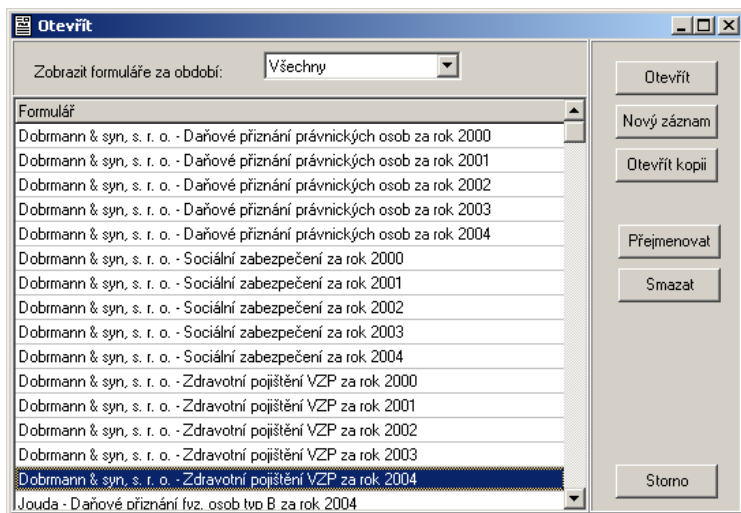 Otevřít
Zobrazit formuláře za období:
Všechny
Formulář
Dobrmann & syn, s. r. o. - Daňové přiznání právnických osob za rok 2000
Dobrmann & syn, s. r. o. - Daňové přiznání právnických osob za rok 2001
Dobrmann & syn, s. r. o. - Daňové přiznání právnických osob za rok 2002
Dobrmann & syn, s. r. o. - Daňové přiznání právnických osob za rok 2003
Dobrmann & syn, s. r. o. - Daňové přiznání právnických osob za rok 2004
Dobrmann & syn, s. r. o. - Sociální zabezpečení za rok 2000
Dobrmann & syn, s. r. o. - Sociální zabezpečení za rok 2001
Dobrmann & syn, s. r. o. - Sociální zabezpečení za rok 2002
Dobrmann & syn, s. r. o. - Sociální zabezpečení za rok 2003
Dobrmann & syn, s. r. o. - Sociální zabezpečení za rok 2004
Dobrmann & syn, s. r. o. - Zdravotní pojištění VZP za rok 2000
Dobrmann & syn, s. r. o. - Zdravotní pojištění VZP za rok 2001
Dobrmann & syn, s. r. o. - Zdravotní pojištění VZP za rok 2002
Dobrmann & syn, s. r. o. - Zdravotní pojištění VZP za rok 2003
Dobrmann & syn, s. r. o. - Zdravotní pojištění VZP za rok 2004
Jouda - Daňové přiznání fyz. osob typ B za rok 2004
Otevřít
Nový záznam
Otevřít kopii
Přejmenovat
Smazat
Storno